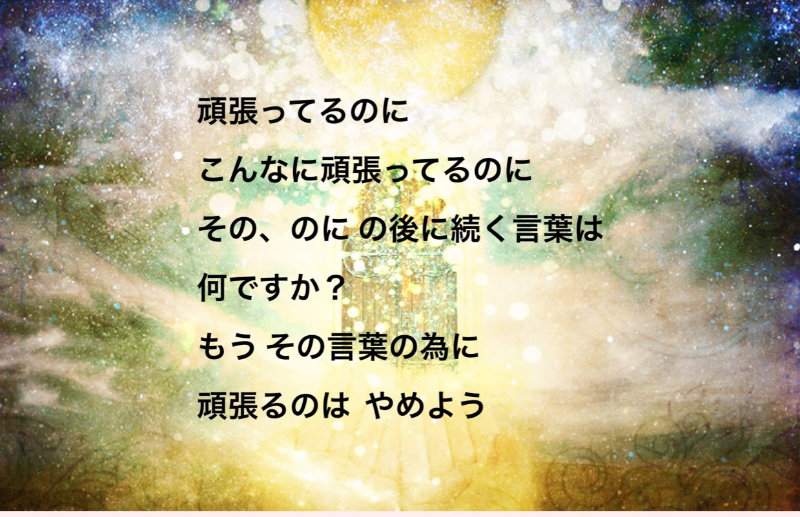 頑張ってるのに
こんなに頑張ってるのに
その、のに の後に続く言葉は
何ですか？
もう その言葉の為に
頑張るのは やめよう